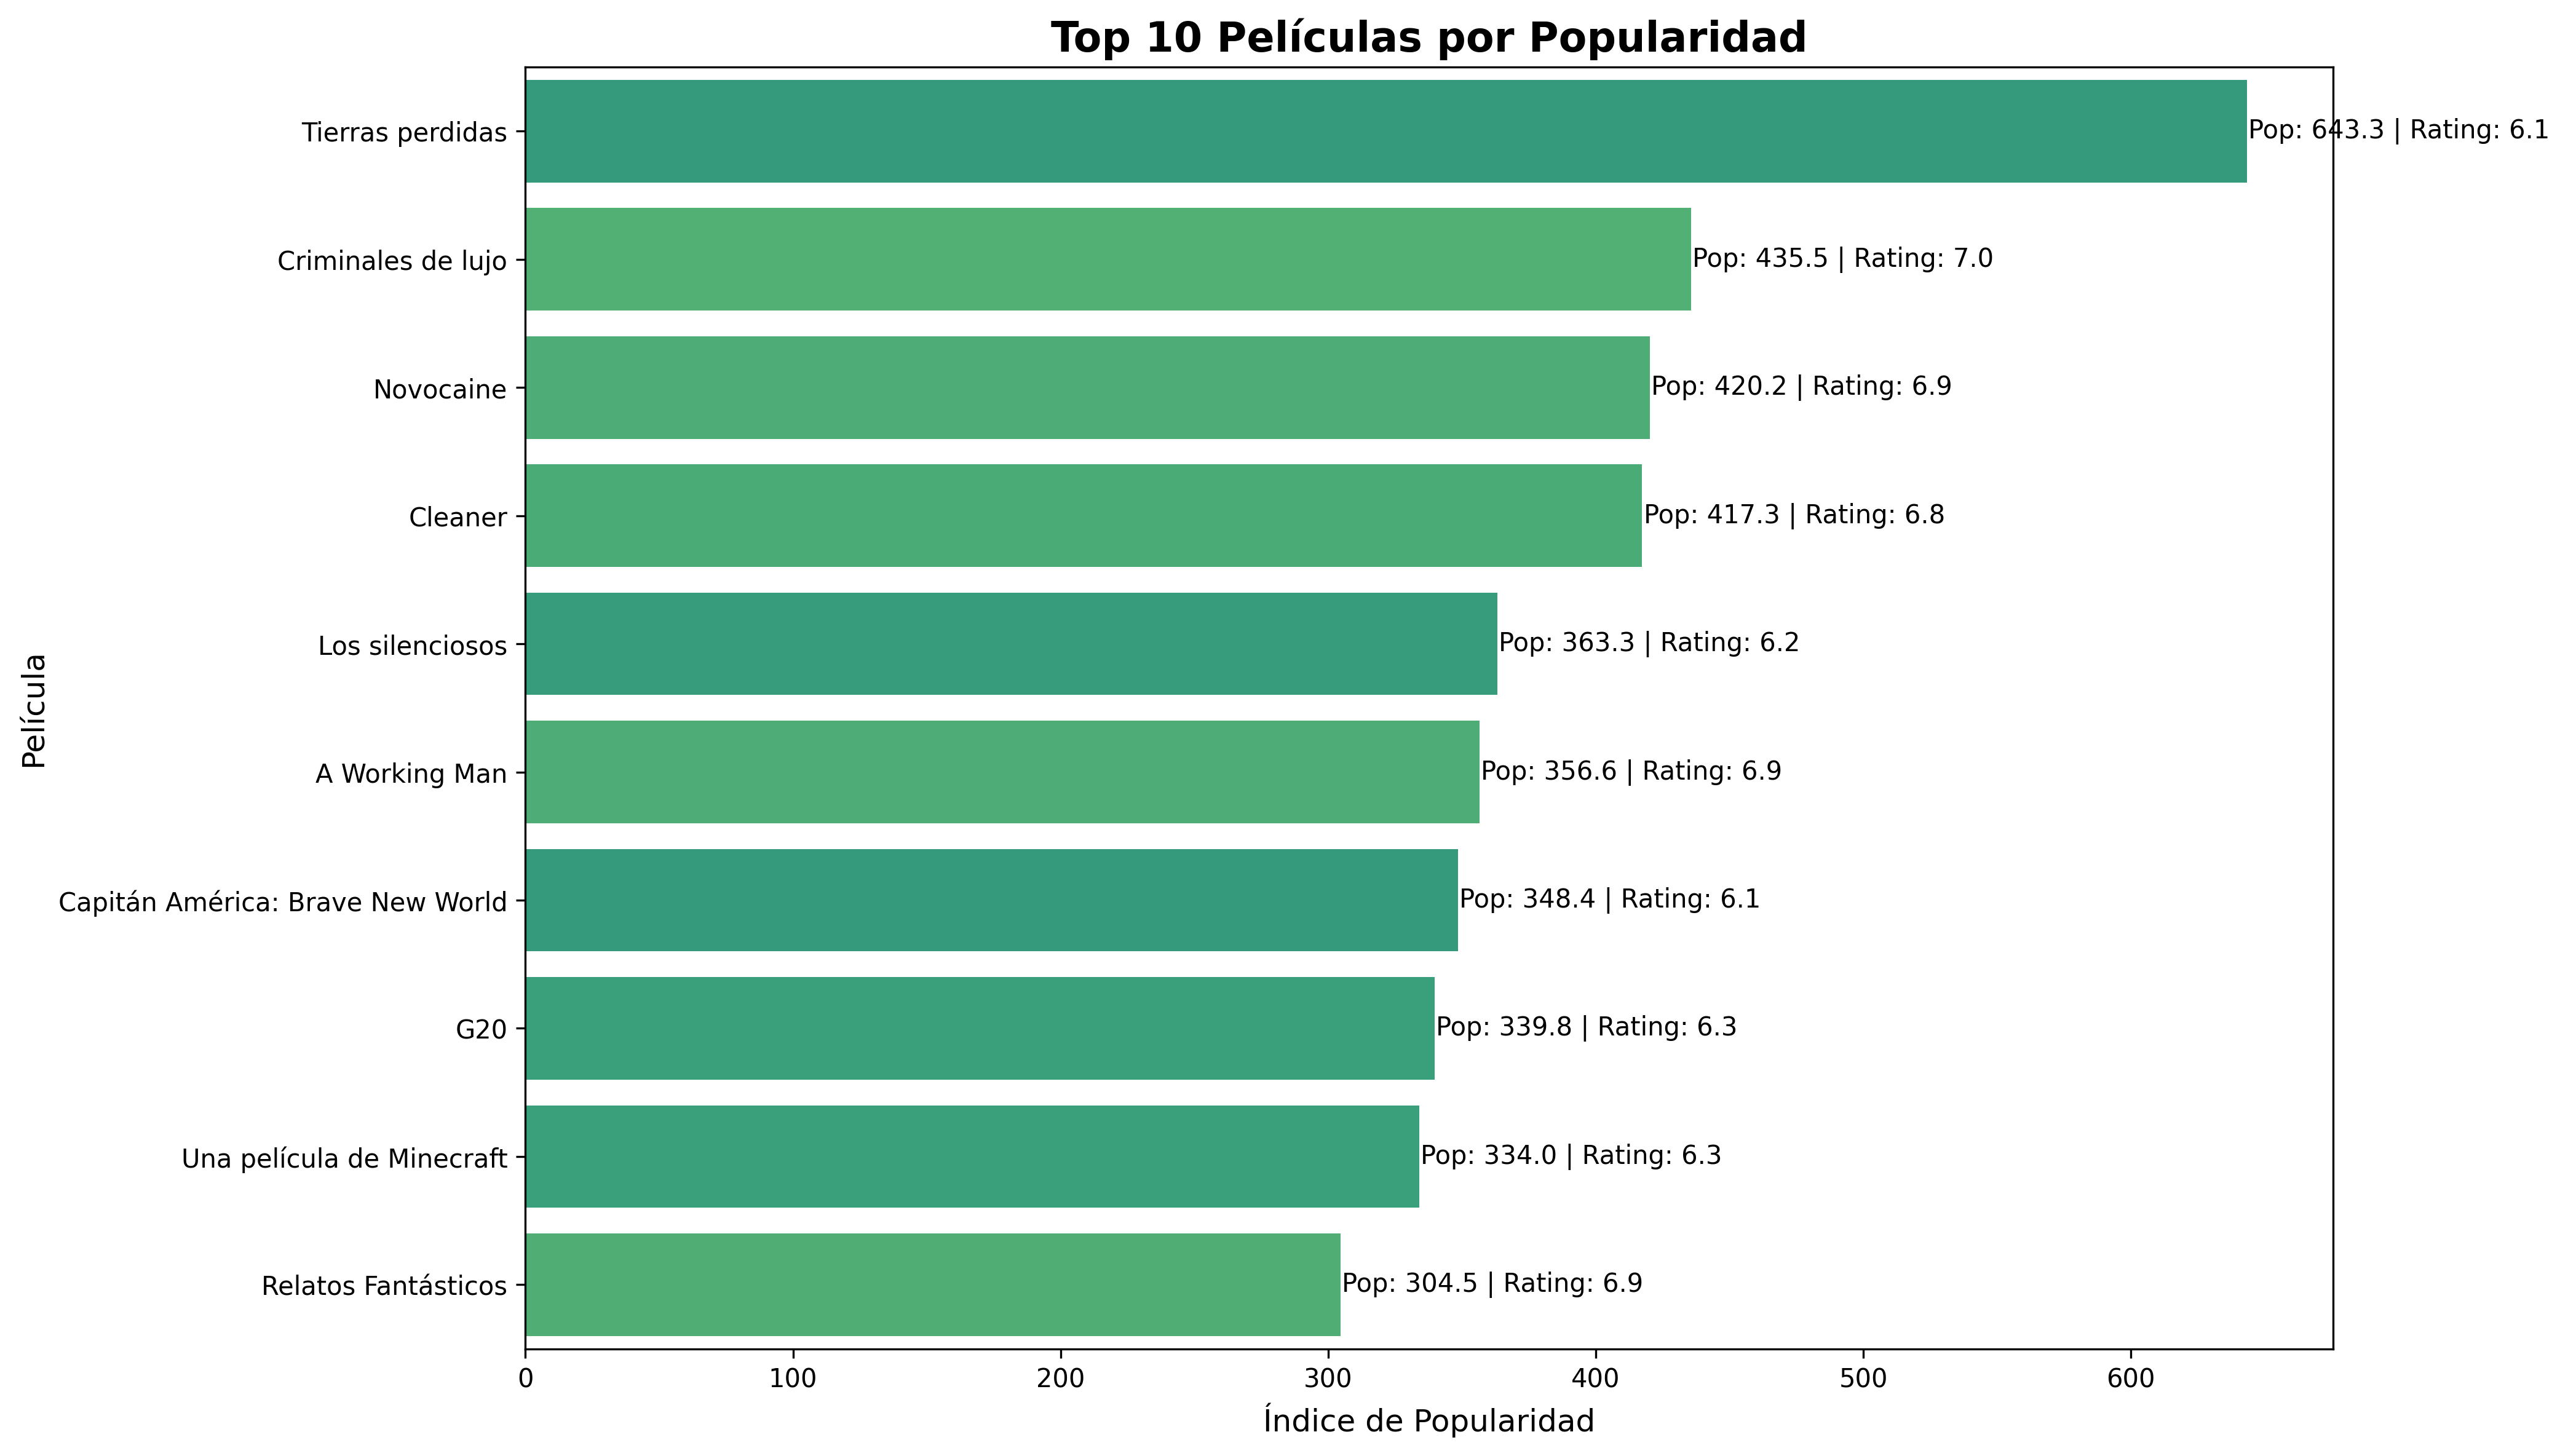 Top 10 Películas por Popularidad
Película
Tierras perdidas
Pop: 643.3 | Rating: 6.1
Criminales de lujo
Pop: 435.5 | Rating: 7.0
Novocaine
Pop: 420.2 | Rating: 6.9
Cleaner
Pop: 417.3 | Rating: 6.8
Los silenciosos
Pop: 363.3 | Rating: 6.2
A Working Man
Pop: 356.6 | Rating: 6.9
Capitán América: Brave New World
Pop: 348.4 | Rating: 6.1
G20
Pop: 339.8 | Rating: 6.3
Una película de Minecraft
Pop: 334.0 | Rating: 6.3
Relatos Fantásticos
Pop: 304.5 | Rating: 6.9
0 100 200 300 400 500 600
Índice de Popularidad